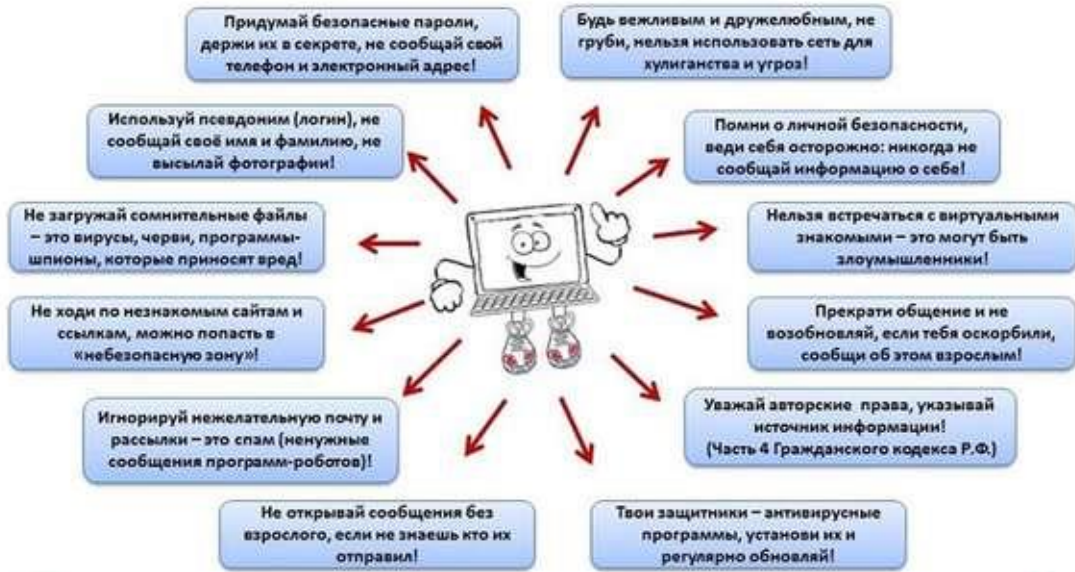 Придумай безопасные пароли,
держи их в секрете, не сообщай свой
телефон и электронный адрес!
Будь вежливым и дружелюбным, не
груби, нельзя использовать сеть для
хулиганства и угроз!
Используй псевдоним (логин), не
сообщай своё имя и фамилию, не
высылай фотографии!
Помни о личной безопасности,
веди себя осторожно: никогда не
сообщай информацию о себе!
Не загружай сомнительные файлы
– это вирусы, черви, программы-
шпионы, которые приносят вред!
Нельзя встречаться с виртуальными
знакомыми – это могут быть
злоумышленники!
Не ходи по незнакомым сайтам и
ссылкам, можно попасть в
«небезопасную зону»!
Прекрати общение и не
возобновляй, если тебя оскорбили,
сообщи об этом взрослым!
Игнорируй нежелательную почту и
рассылки – это спам (ненужные
сообщения программ-роботов)!
Уважай авторские права, указывай
источник информации!
(Часть 4 Гражданского кодекса Р.Ф.)
Не открывай сообщения без
взрослого, если не знаешь кто их
отправил!
Твои защитники – антивирусные
программы, установи их и
регулярно обновляй!